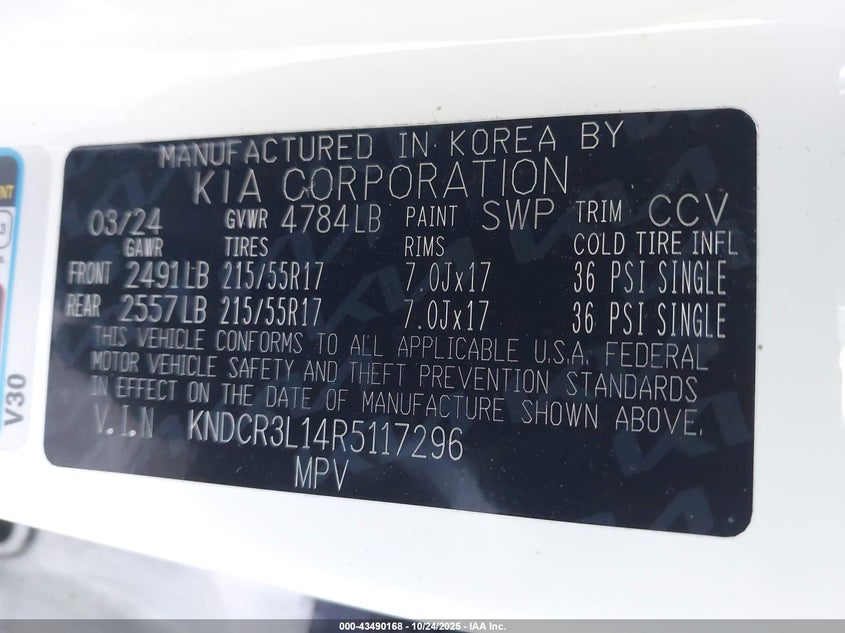 MANUFACTURED IN KOREA BY
KIA CORPORATION
03/24 GVWR 4784LB PAINT SWP TRIM CCV
GAWR TIRES RIMS COLD TIRE INFL
FRONT 2491LB 215/55R17 7.0Jx17 36 PSI SINGLE
REAR 2557LB 215/55R17 7.0Jx17 36 PSI SINGLE
THIS VEHICLE CONFORMS TO ALL APPLICABLE U.S.A. FEDERAL
MOTOR VEHICLE SAFETY AND THEFT PREVENTION STANDARDS
IN EFFECT ON THE DATE OF MANUFACTURE SHOWN ABOVE.
V.I.N KNDCR3L14R5117296
MPV
V30
000-43490168 - 10/24/2025 - IAA Inc.